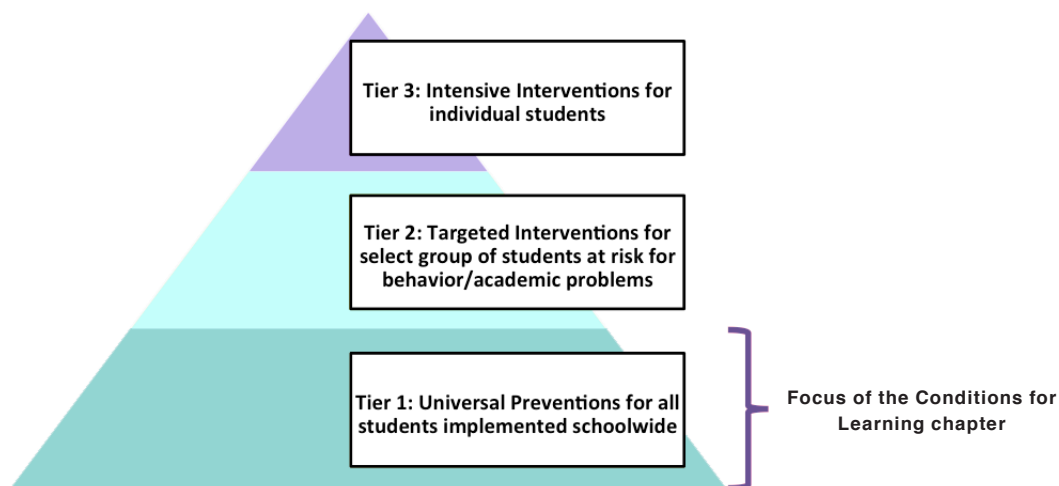 Tier 3: Intensive Interventions for
individual students
Tier 2: Targeted Interventions for
select group of students at risk for
behavior/academic problems
Tier 1: Universal Preventions for all
students implemented schoolwide
Focus of the Conditions for
Learning chapter